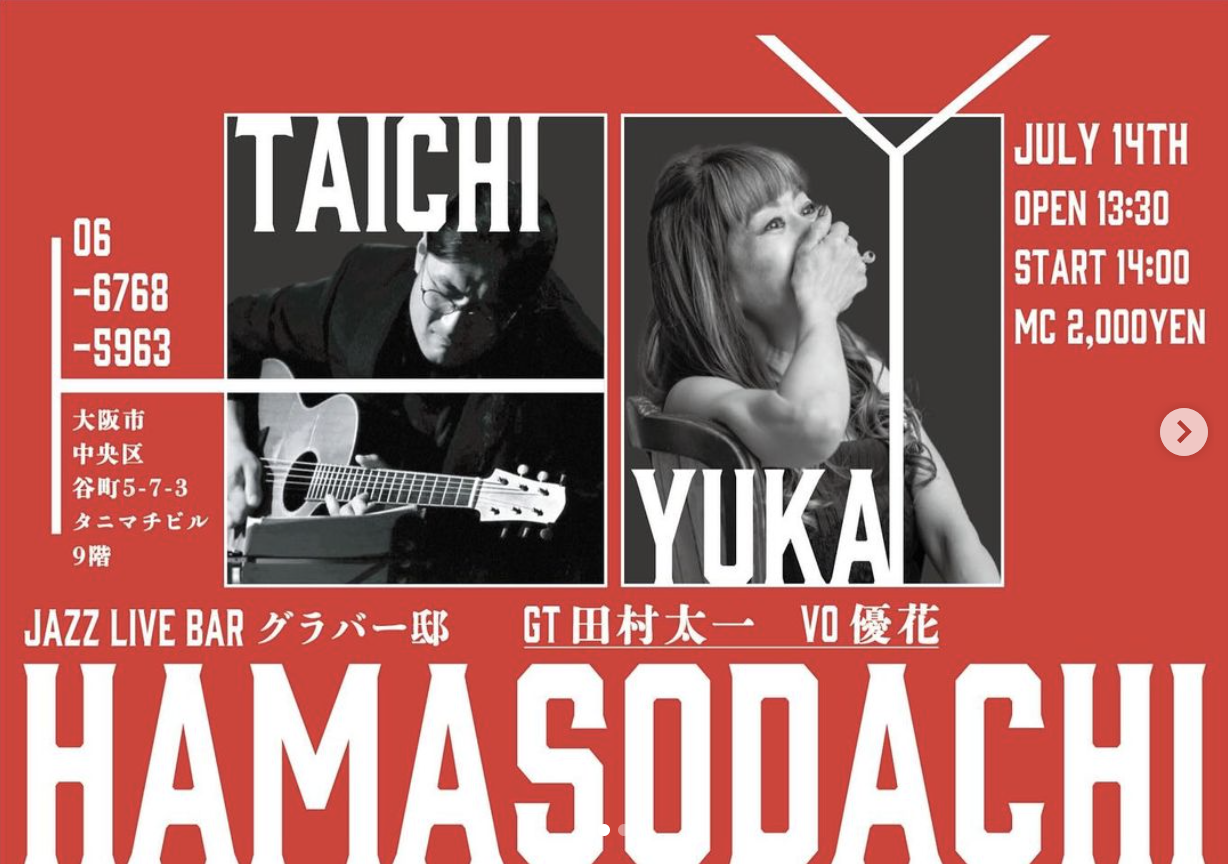 TAICHI
06
-6768
-5963
大阪市
中央区
谷町5-7-3
タニマチビル
9階
YUKA
JULY 14TH
OPEN 13:30
START 14:00
MC 2,000YEN
JAZZ LIVE BAR グラバー邸
GT 田村太一 VO 優花
HAMASODACHI